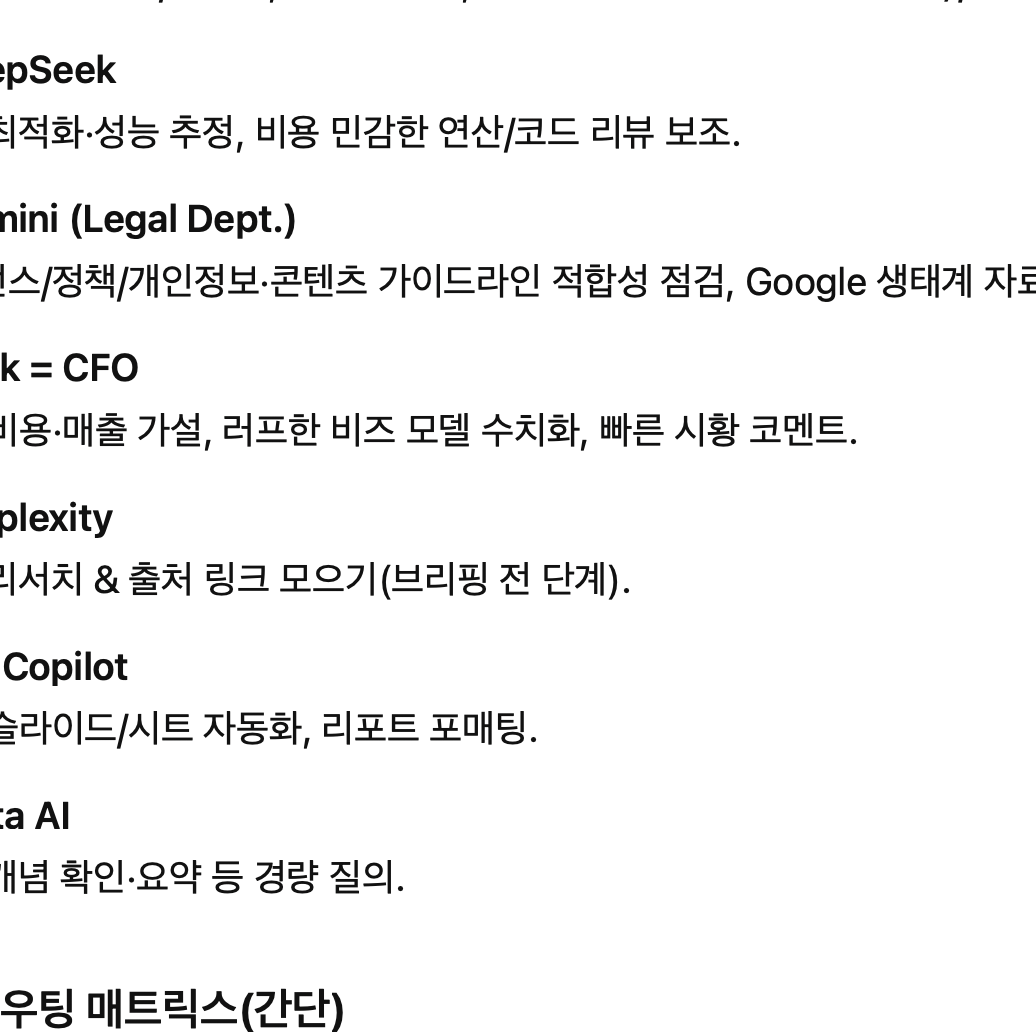 epSeek
최적화·성능 추정, 비용 민감한 연산/코드 리뷰 보조.
mini (Legal Dept.)
스/정책/개인정보·콘텐츠 가이드라인 적합성 점검, Google 생태계 자료
k = CFO
비용·매출 가설, 러프한 비즈 모델 수치화, 빠른 시황 코멘트.
plexity
리서치 & 출처 링크 모으기(브리핑 전 단계).
Copilot
슬라이드/시트 자동화, 리포트 포매팅.
ta AI
개념 확인·요약 등 경량 질의.
우팅 매트릭스(간단)